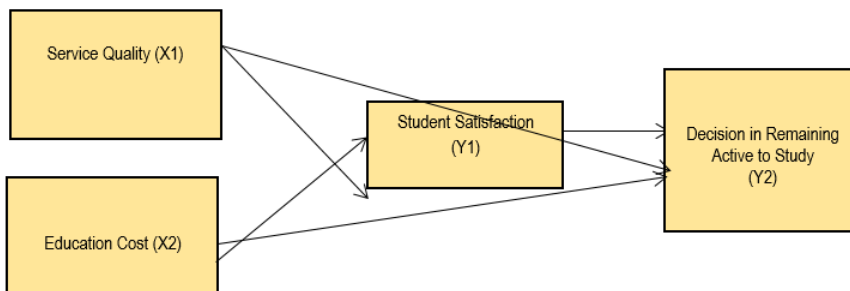 Service Quality (X1)
Student Satisfaction
(Y1)
Decision in Remaining
Active to Study
(Y2)
Education Cost (X2)